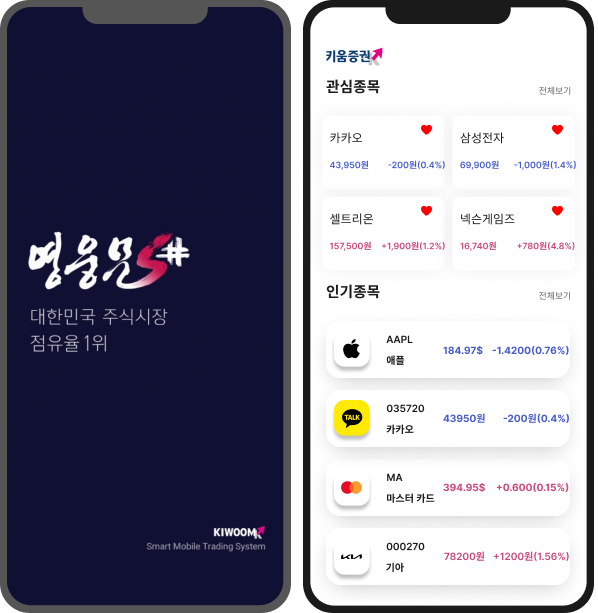 영웅문S#
대한민국 주식시장
점유율 1위
KIWOOM
Smart Mobile Trading System
키움증권
관심종목
전체보기
카카오
43,950원 -200원(0.4%)
삼성전자
69,900원 -1,000원(1.4%)
셀트리온
157,500원 +1,900원(1.2%)
넥슨게임즈
16,740원 +780원(4.8%)
인기종목
전체보기
AAPL
184.97$ -1.4200(0.76%)
애플
TALK
035720
43950원 -200원(0.4%)
카카오
MA
394.95$ +0.600(0.15%)
마스터 카드
KIA
000270
78200원 +1200원(1.56%)
기아